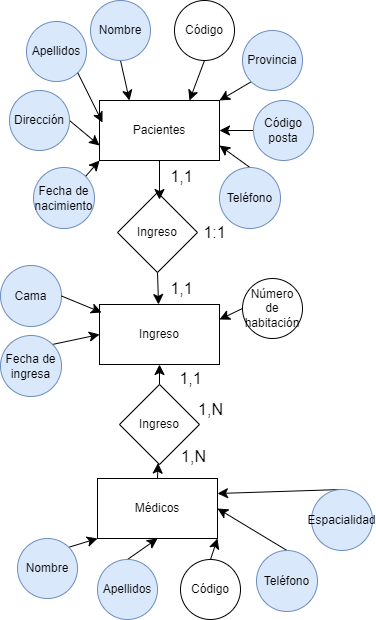 Nombre
Código
Apellidos
Provincia
Dirección
Pacientes
Código
posta
Fecha de
nacimiento
1,1
Teléfono
Ingreso
1:1
1,1
Cama
Número
de
habitación
Ingreso
Fecha de
ingresa
1,1
Ingreso
1,N
1,N
Médicos
Espacialidad
Nombre
Apellidos
Código
Teléfono